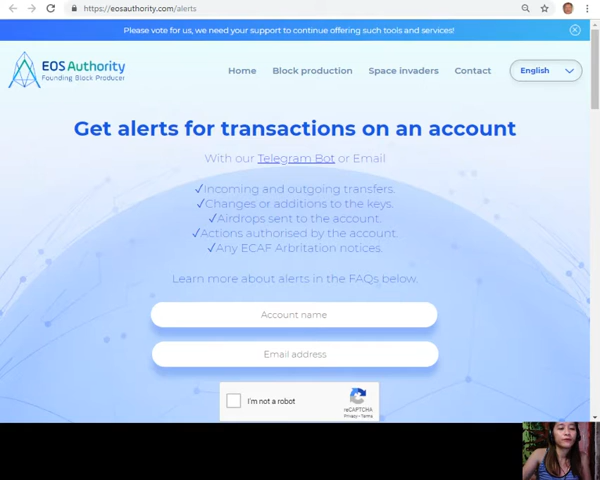 https://eosauthority.com/alerts
Please vote for us, we need your support to continue offering such tools and services!
EOS Authority
Founding Block Producer
Home Block production Space invaders Contact English
Get alerts for transactions on an account
With our Telegram Bot or Email
✓Incoming and outgoing transfers.
✓Changes or additions to the keys.
✓Airdrops sent to the account.
✓Actions authorised by the account.
✓Any ECAF Arbritation notices.
Learn more about alerts in the FAQs below.
Account name
Email address
I'm not a robot
reCAPTCHA
Privacy - Terms